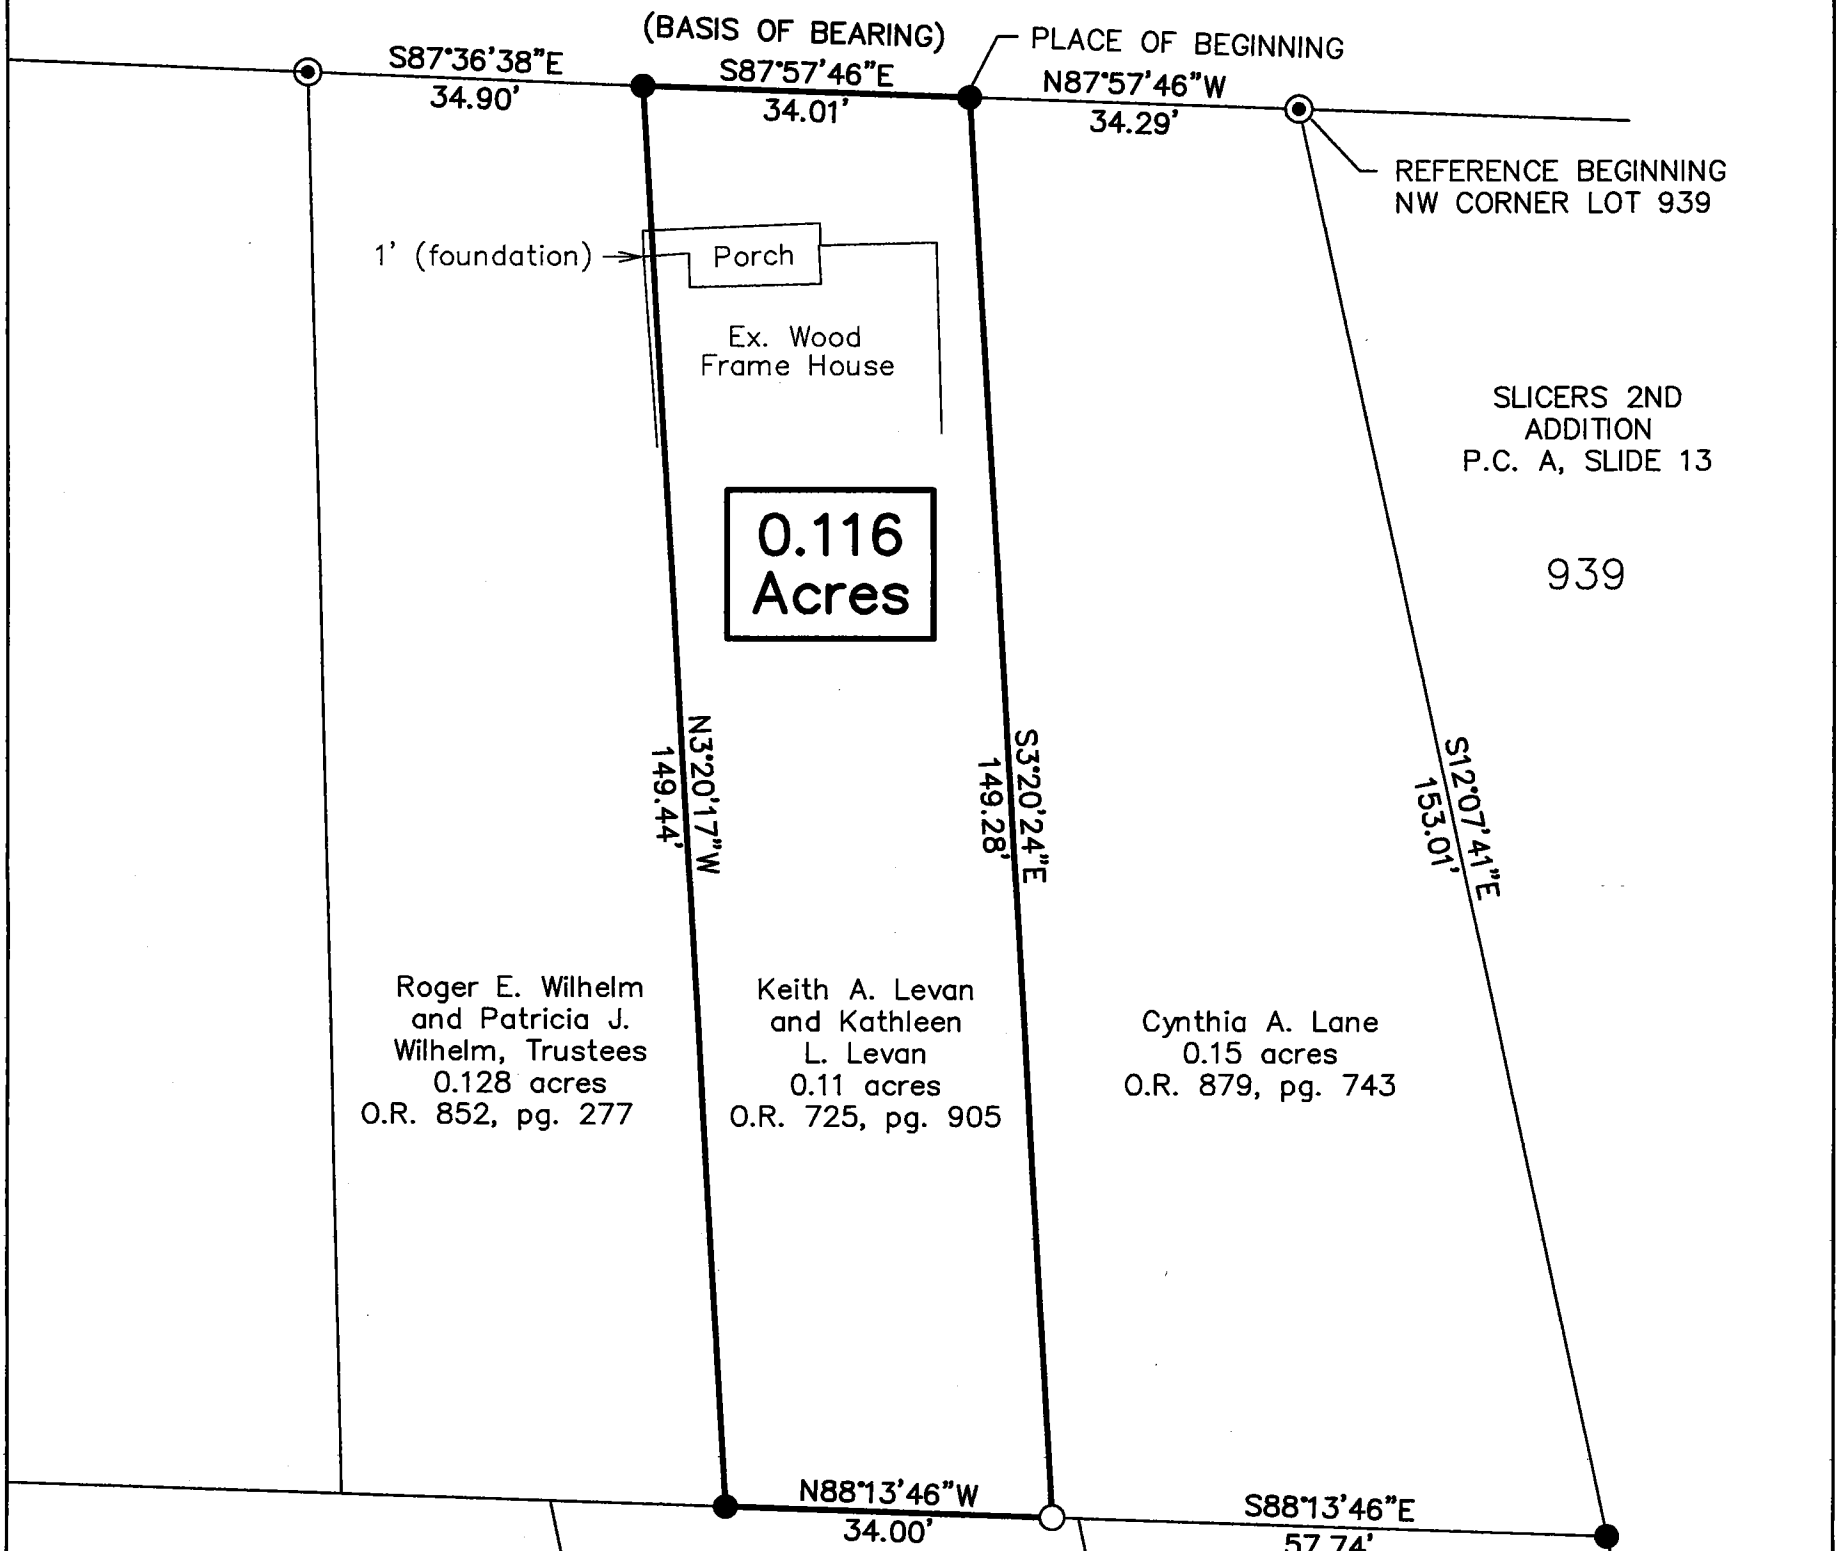 (BASIS OF BEARING)
PLACE OF BEGINNING
S87°36'38"E
34.90'
S87°57'46"E
34.01'
N87°57'46"W
34.29'
REFERENCE BEGINNING
NW CORNER LOT 939
1' (foundation)
Porch
Ex. Wood
Frame House
SLICERS 2ND
ADDITION
P.C. A, SLIDE 13
0.116
Acres
939
N3°20'17"W
149.44'
S3°20'24"E
149.28'
S12°07'41"E
153.01'
Roger E. Wilhelm
and Patricia J.
Wilhelm, Trustees
0.128 acres
O.R. 852, pg. 277
Keith A. Levan
and Kathleen
L. Levan
0.11 acres
O.R. 725, pg. 905
Cynthia A. Lane
0.15 acres
O.R. 879, pg. 743
N88°13'46"W
34.00'
S88°13'46"E
57.74'